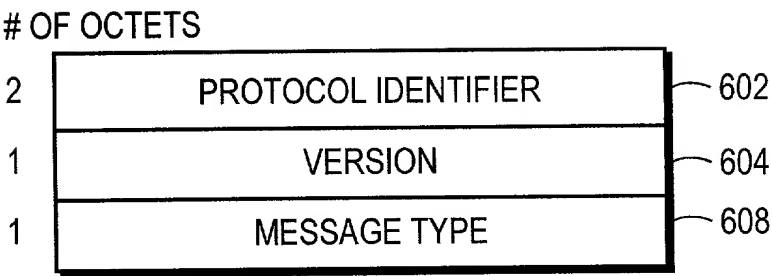 # OF OCTETS
2 PROTOCOL IDENTIFIER 602
1 VERSION 604
1 MESSAGE TYPE 608